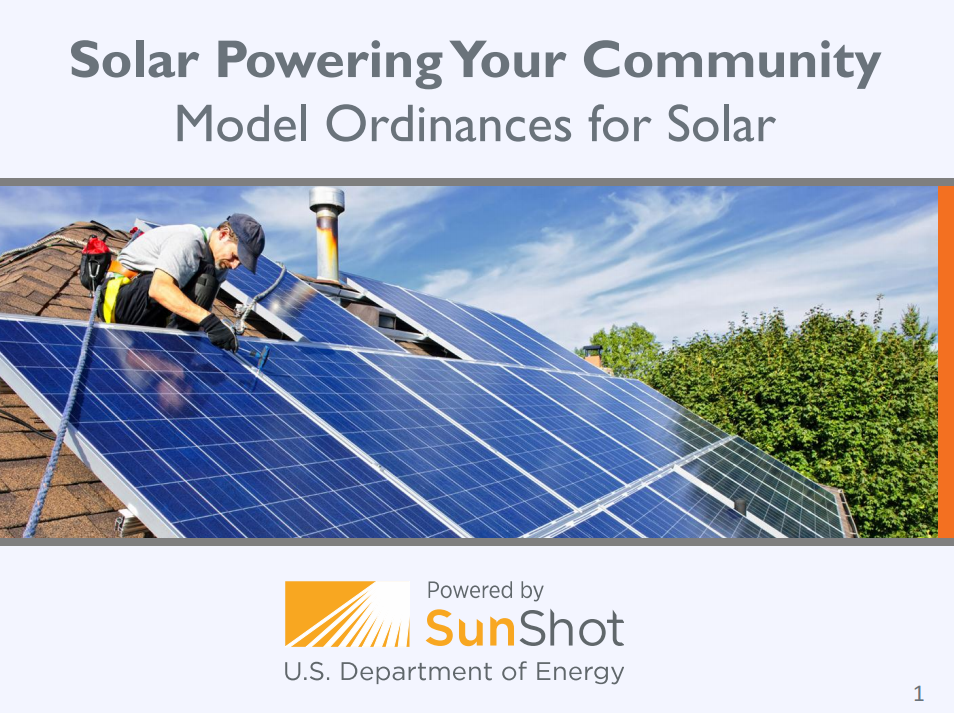 Solar Powering Your Community
Model Ordinances for Solar
Powered by
SunShot
U.S. Department of Energy
1